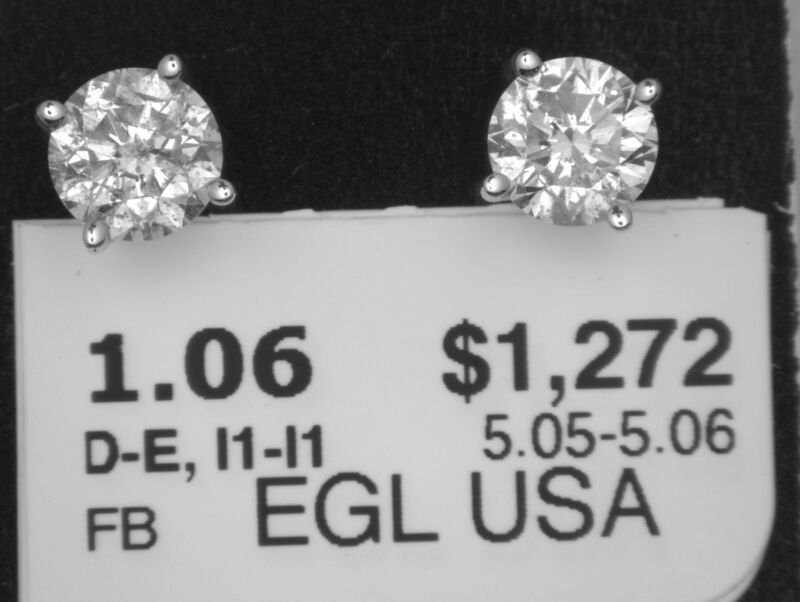 1.06 $1,272
D-E, I1-I1 5.05-5.06
FB EGL USA